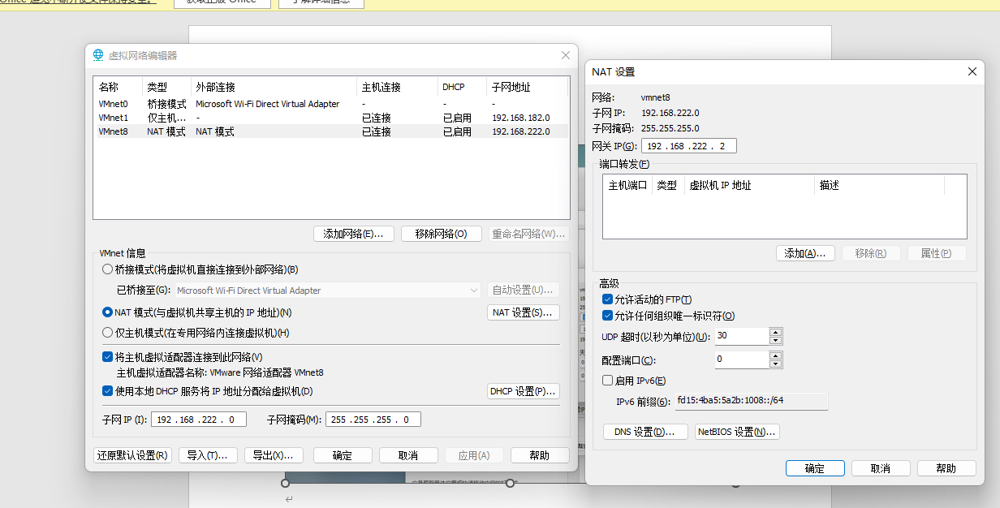 获取正版 Office
了解详细信息
虚拟网络编辑器
名称 类型 外部连接 主机连接 DHCP 子网地址
VMnet0 桥接模式 Microsoft Wi-Fi Direct Virtual Adapter - - -
VMnet1 仅主机... - 已连接 已启用 192.168.182.0
VMnet8 NAT 模式 NAT 模式 已连接 已启用 192.168.222.0
添加网络(E)... 移除网络(O) 重命名网络(W)...
VMnet 信息
桥接模式(将虚拟机直接连接到外部网络)(B)
已桥接至(G): Microsoft Wi-Fi Direct Virtual Adapter 自动设置(U)...
NAT 模式(与虚拟机共享主机的 IP 地址)(N) NAT 设置(S)...
仅主机模式(在专用网络内连接虚拟机)(H)
将主机虚拟适配器连接到此网络(V)
主机虚拟适配器名称: VMware 网络适配器 VMnet8
使用本地 DHCP 服务将 IP 地址分配给虚拟机(D) DHCP 设置(P)...
子网 IP (I): 192 . 168 . 222 . 0 子网掩码(M): 255 . 255 . 255 . 0
还原默认设置(R) 导入(T)... 导出(X)... 确定 取消 应用(A) 帮助
NAT 设置
网络: vmnet8
子网 IP: 192.168.222.0
子网掩码: 255.255.255.0
网关 IP(G): 192 . 168 . 222 . 2
端口转发(F)
主机端口 类型 虚拟机 IP 地址 描述
添加(A)... 移除(R) 属性(P)
高级
允许活动的 FTP(T)
允许任何组织唯一标识符(O)
UDP 超时(以秒为单位)(U): 30
配置端口(C): 0
启用 IPv6(E)
IPv6 前缀(6): fd15:4ba5:5a2b:1008::/64
DNS 设置(D)... NetBIOS 设置(N)...
确定 取消 帮助